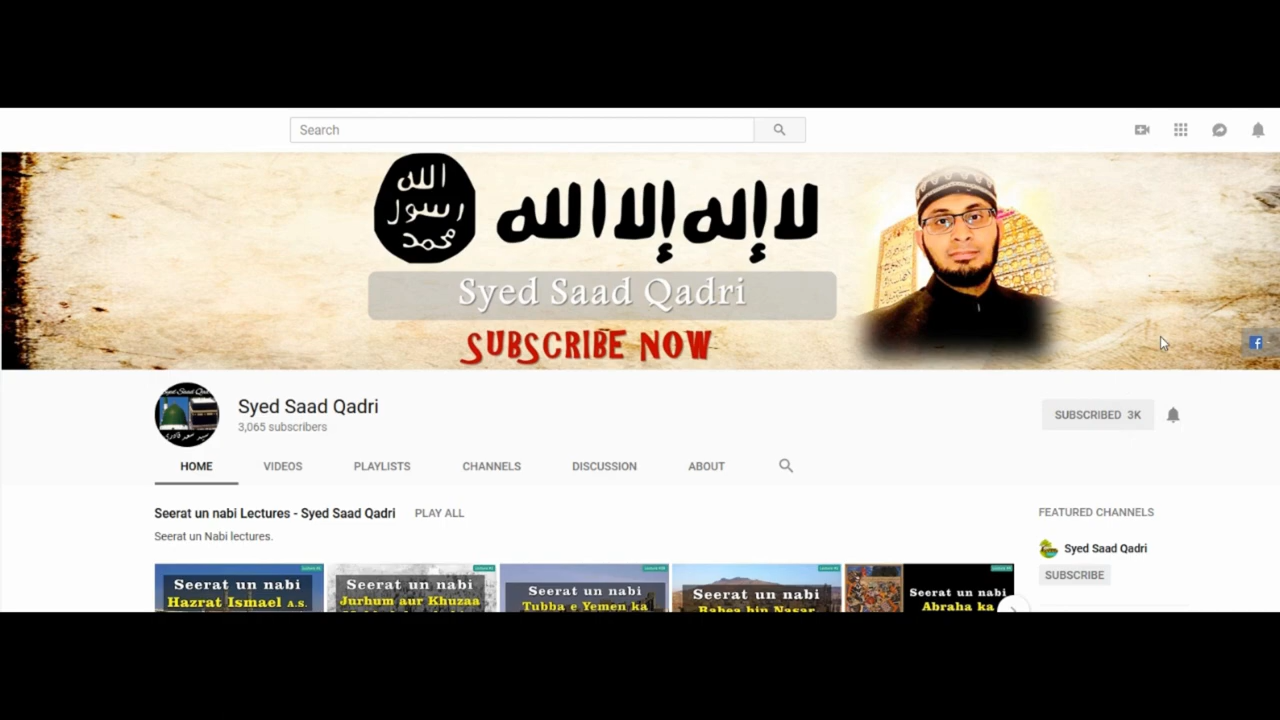 Search
الله
رسول
محمد
لا إله إلا الله
Syed Saad Qadri
SUBSCRIBE NOW
Syed Saad Qadri
3,065 subscribers
SUBSCRIBED 3K
HOME VIDEOS PLAYLISTS CHANNELS DISCUSSION ABOUT
Seerat un nabi Lectures - Syed Saad Qadri PLAY ALL
Seerat un Nabi lectures.
FEATURED CHANNELS
Syed Saad Qadri
SUBSCRIBE
Seerat un nabi
Hazrat Ismael A.S.
Seerat un nabi
Jurhum aur Khuzaa
Seerat un nabi
Tubba e Yemen ka
Seerat un nabi
Rabea bin Nasar
Seerat un nabi
Abraha ka